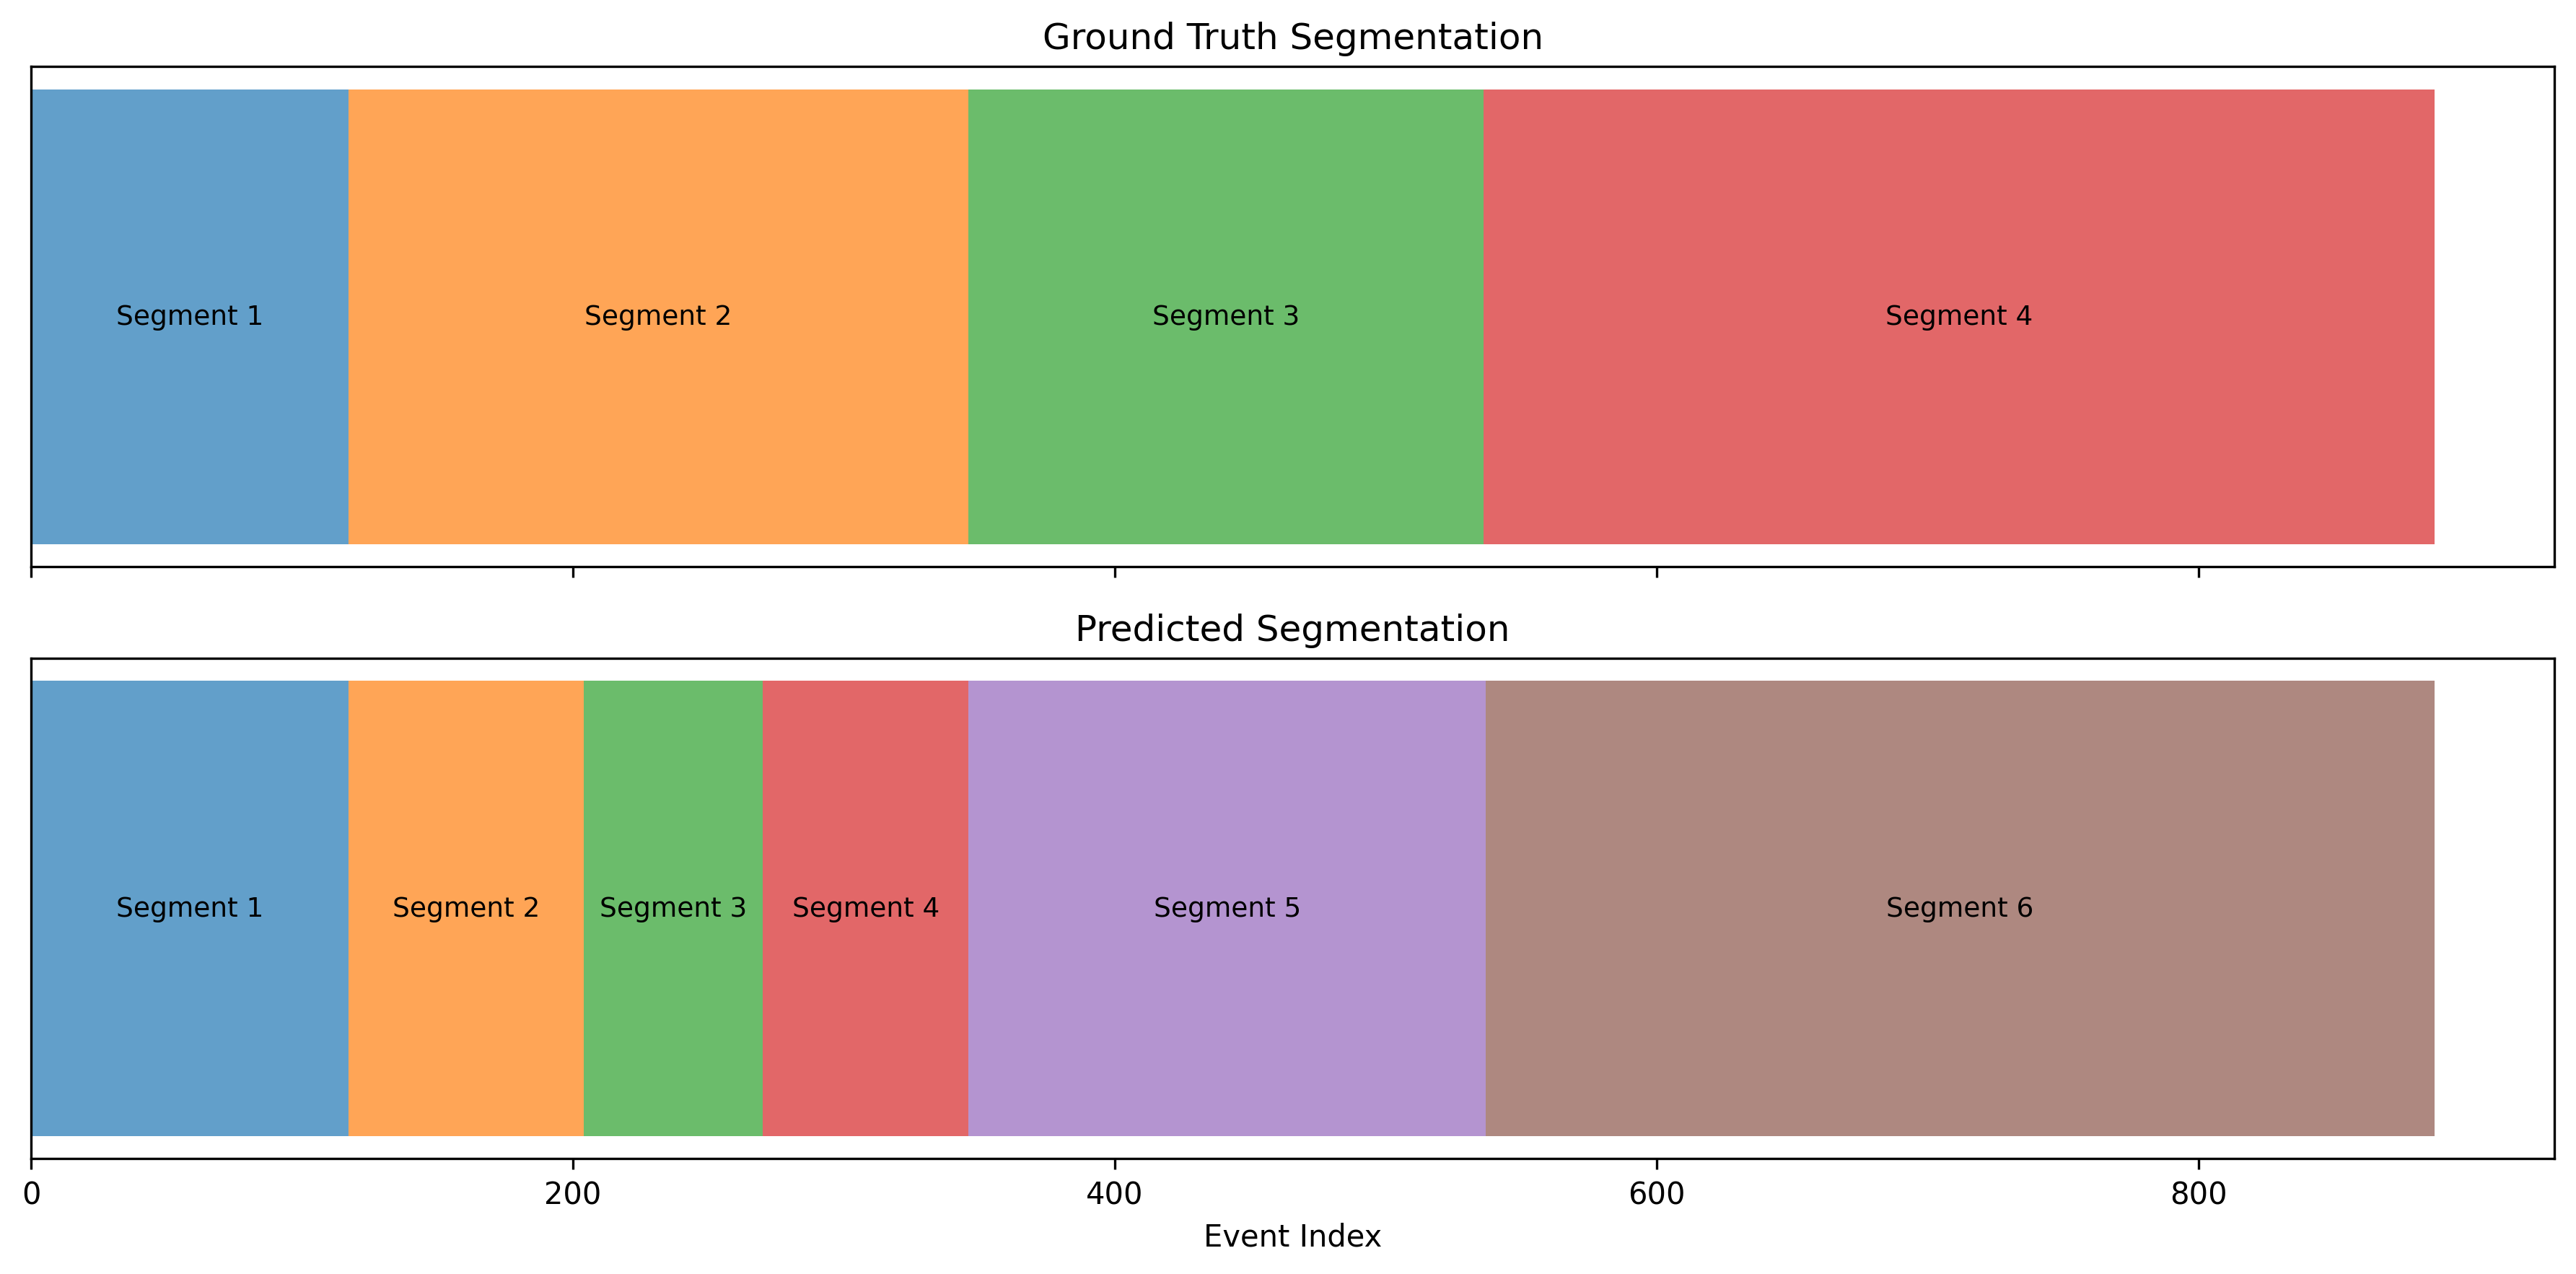 Ground Truth Segmentation
Segment 1
Segment 2
Segment 3
Segment 4
Predicted Segmentation
Segment 1
Segment 2
Segment 3
Segment 4
Segment 5
Segment 6
0
200
400
600
800
Event Index